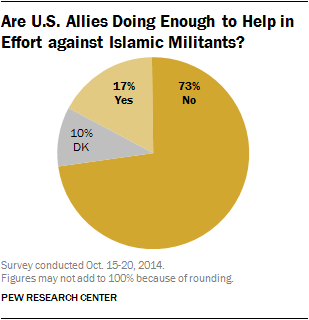 Are U.S. Allies Doing Enough to Help in
Effort against Islamic Militants?
17%
Yes
73%
No
10%
DK
Survey conducted Oct. 15-20, 2014.
Figures may not add to 100% because of rounding.
PEW RESEARCH CENTER